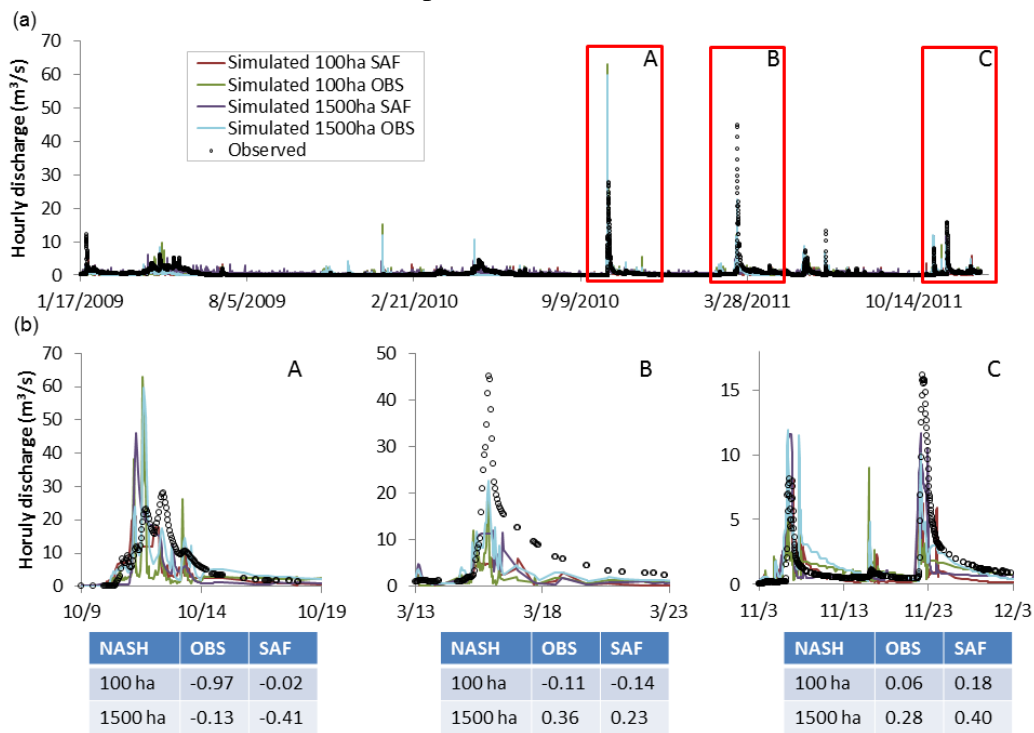 (a)
Hourly discharge (m³/s)
70
60
50
40
30
20
10
0
Simulated 100ha SAF
Simulated 100ha OBS
Simulated 1500ha SAF
Simulated 1500ha OBS
Observed
A
B
C
1/17/2009 8/5/2009 2/21/2010 9/9/2010 3/28/2011 10/14/2011
(b)
Horuly discharge (m³/s)
70
60
50
40
30
20
10
0
A
10/9 10/14 10/19
50
40
30
20
10
0
B
3/13 3/18 3/23
15
10
5
0
C
11/3 11/13 11/23 12/3
NASH OBS SAF
100 ha -0.97 -0.02
1500 ha -0.13 -0.41
NASH OBS SAF
100 ha -0.11 -0.14
1500 ha 0.36 0.23
NASH OBS SAF
100 ha 0.06 0.18
1500 ha 0.28 0.40